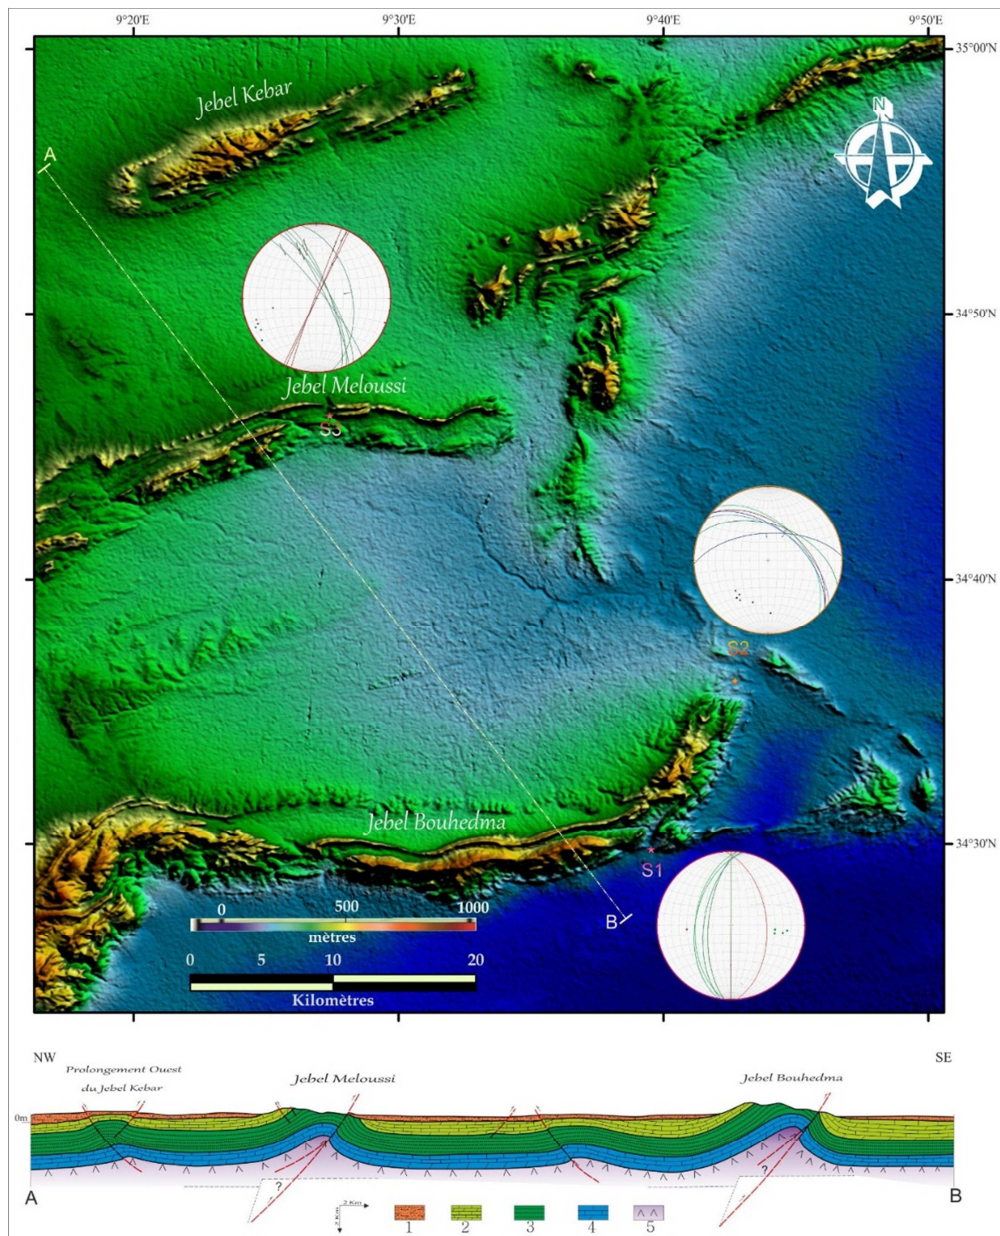 9°20'E 9°30'E 9°40'E 9°50'E
35°00'N
Jebel Kebar
N
A
34°50'N
Jebel Meloussi
S3
34°40'N
S2
Jebel Bouhedma
34°30'N
S1
B
0 500 1000
mètres
0 5 10 20
Kilomètres
NW SE
Prolongement Ouest
du Jebel Kebar
Jebel Meloussi
Jebel Bouhedma
0m
? ?
A B
2 Km
2 Km
1 2 3 4 5